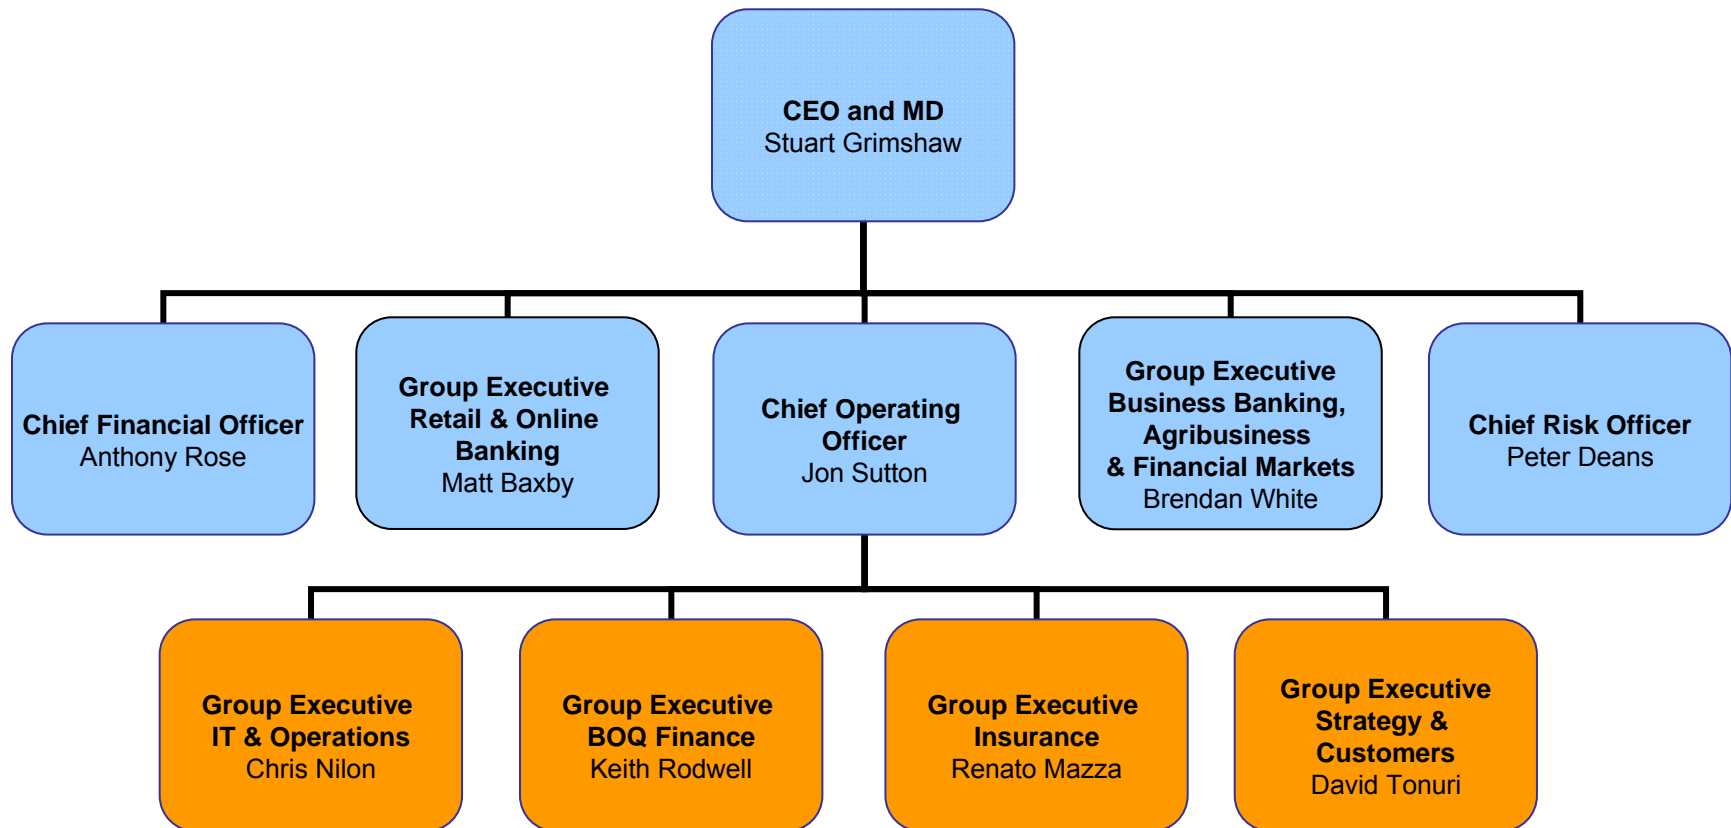 CEO and MD
Stuart Grimshaw
Chief Financial Officer
Anthony Rose
Group Executive
Retail & Online
Banking
Matt Baxby
Chief Operating
Officer
Jon Sutton
Group Executive
Business Banking,
Agribusiness
& Financial Markets
Brendan White
Chief Risk Officer
Peter Deans
Group Executive
IT & Operations
Chris Nilon
Group Executive
BOQ Finance
Keith Rodwell
Group Executive
Insurance
Renato Mazza
Group Executive
Strategy &
Customers
David Tonuri